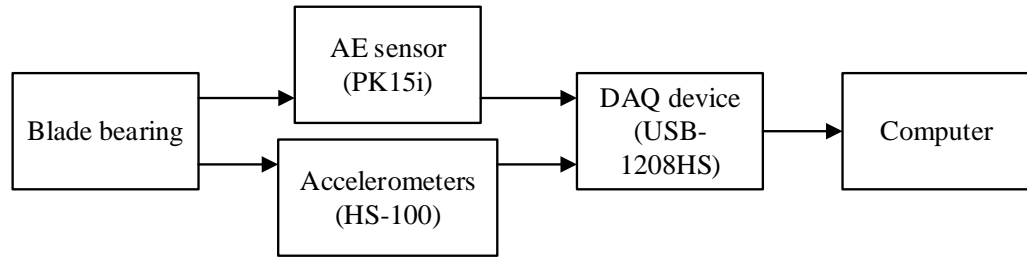 Blade bearing
AE sensor
(PK15i)
Accelerometers
(HS-100)
DAQ device
(USB-
1208HS)
Computer